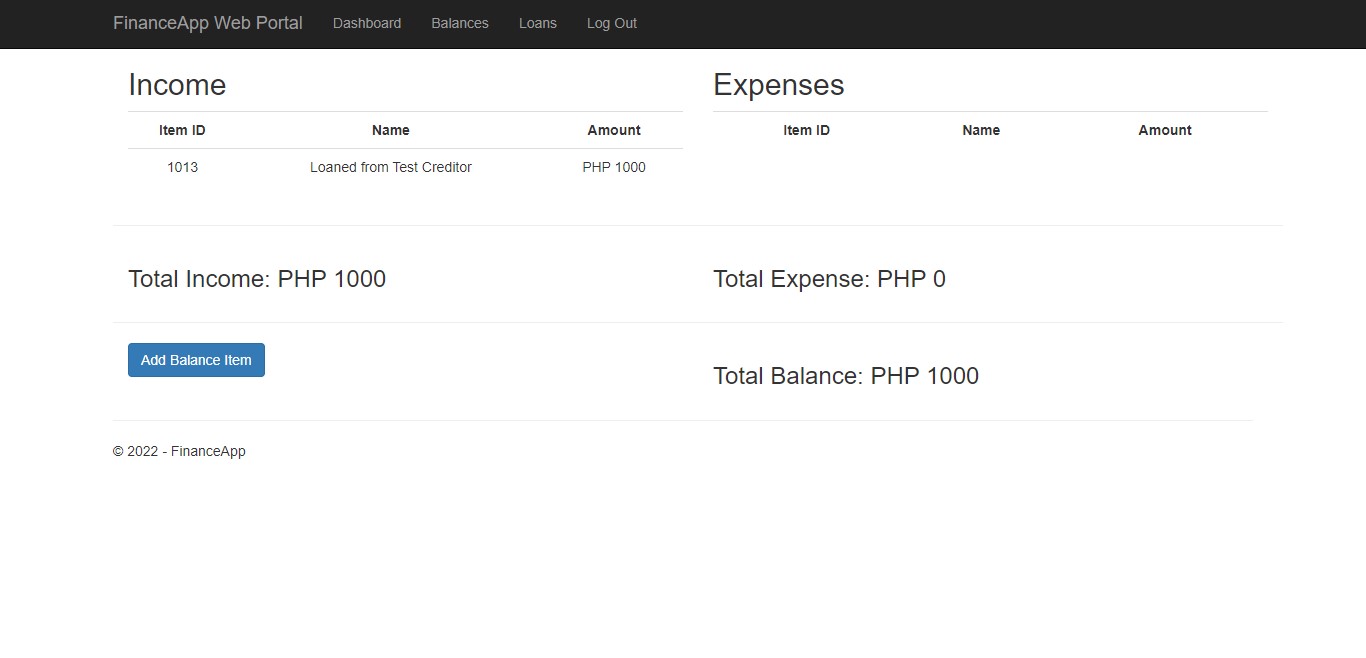 FinanceApp Web Portal Dashboard Balances Loans Log Out
Income
Item ID Name Amount
1013 Loaned from Test Creditor PHP 1000
Expenses
Item ID Name Amount
Total Income: PHP 1000
Total Expense: PHP 0
Add Balance Item
Total Balance: PHP 1000
© 2022 - FinanceApp